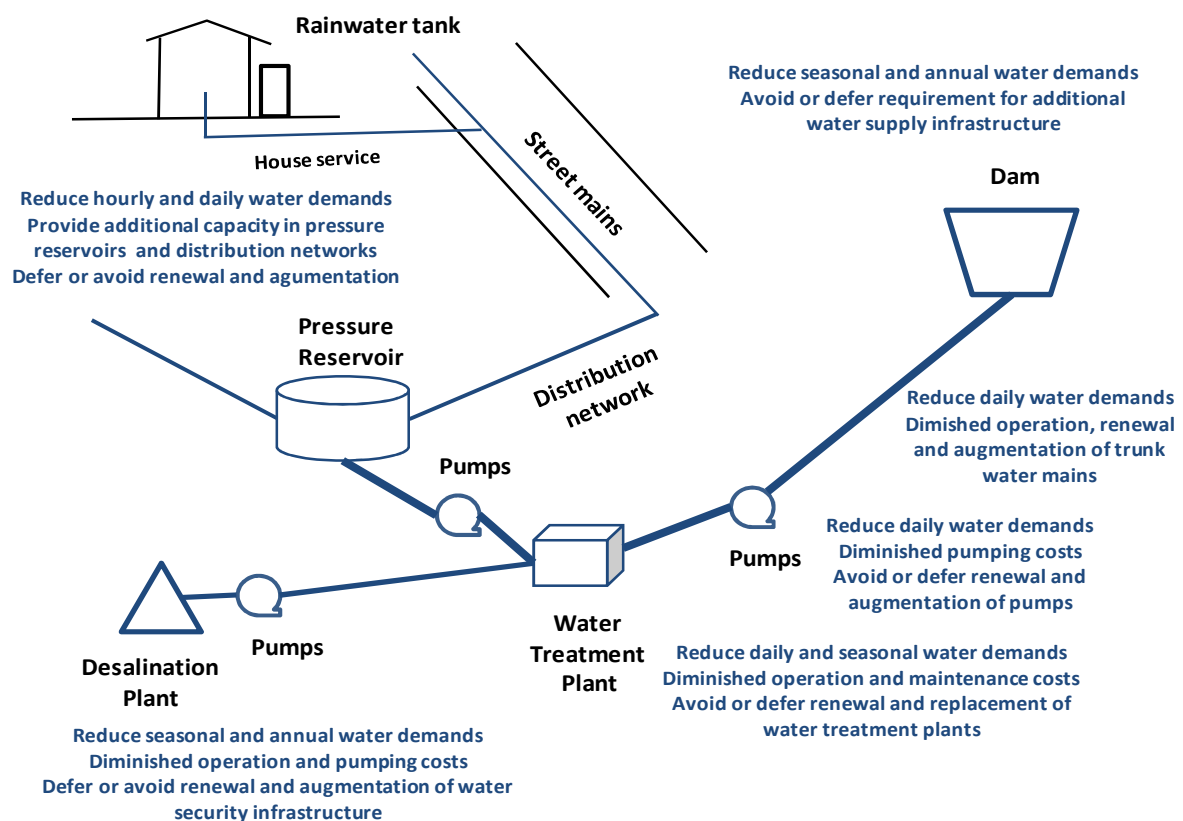 Rainwater tank
House service
Street mains
Reduce seasonal and annual water demands
Avoid or defer requirement for additional
water supply infrastructure
Dam
Reduce hourly and daily water demands
Provide additional capacity in pressure
reservoirs and distribution networks
Defer or avoid renewal and agumentation
Pressure
Reservoir
Distribution
network
Reduce daily water demands
Dimished operation, renewal
and augmentation of trunk
water mains
Pumps
Reduce daily water demands
Diminished pumping costs
Avoid or defer renewal and
augmentation of pumps
Pumps
Pumps
Water
Treatment
Plant
Desalination
Plant
Reduce daily and seasonal water demands
Diminished operation and maintenance costs
Avoid or defer renewal and replacement of
water treatment plants
Reduce seasonal and annual water demands
Diminished operation and pumping costs
Defer or avoid renewal and augmentation of water
security infrastructure